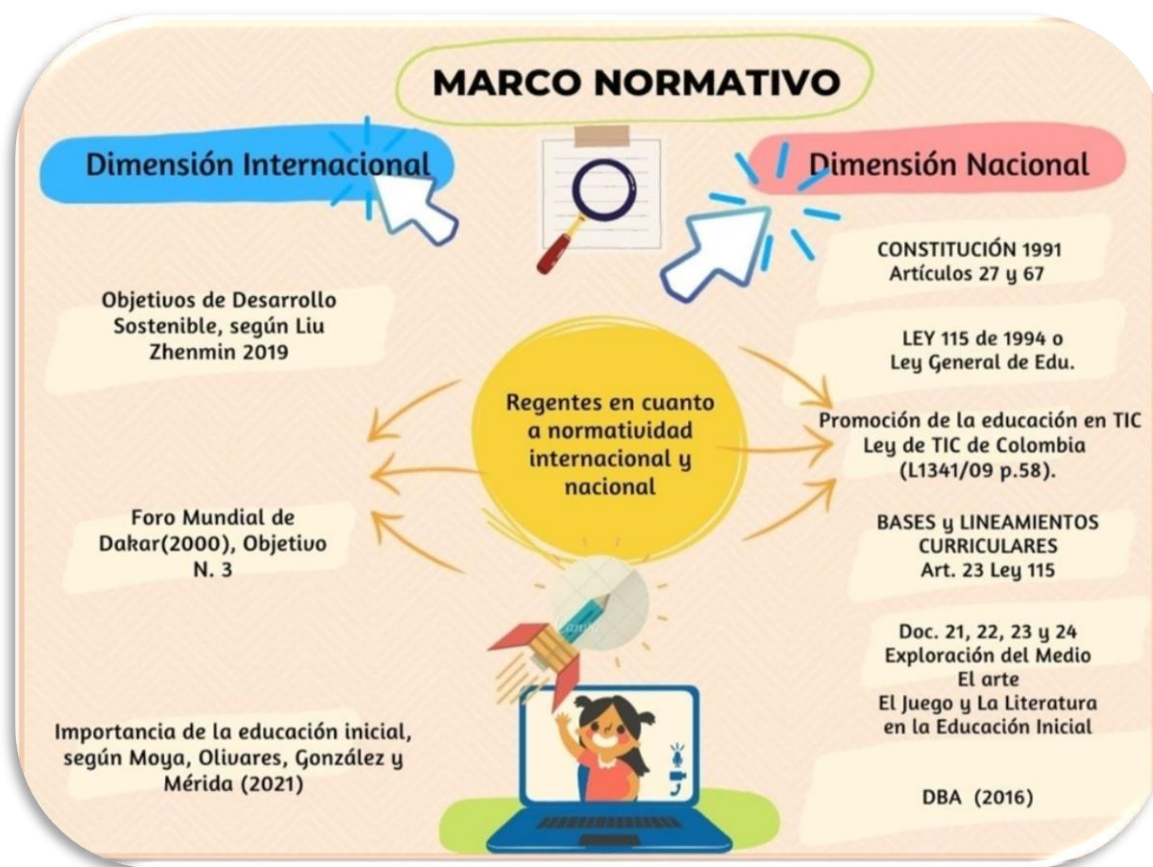 MARCO NORMATIVO
Dimensión Internacional
Objetivos de Desarrollo
Sostenible, según Liu
Zhenmin 2019
Foro Mundial de
Dakar(2000), Objetivo
N. 3
Importancia de la educación inicial,
según Moya, Olivares, González y
Mérida (2021)
Regentes en cuanto
a normatividad
internacional y
nacional
Canva
Dimensión Nacional
CONSTITUCIÓN 1991
Artículos 27 y 67
LEY 115 de 1994 o
Ley General de Edu.
Promoción de la educación en TIC
Ley de TIC de Colombia
(L1341/09 p.58).
BASES y LINEAMIENTOS
CURRICULARES
Art. 23 Ley 115
Doc. 21, 22, 23 y 24
Exploración del Medio
El arte
El Juego y La Literatura
en la Educación Inicial
DBA (2016)